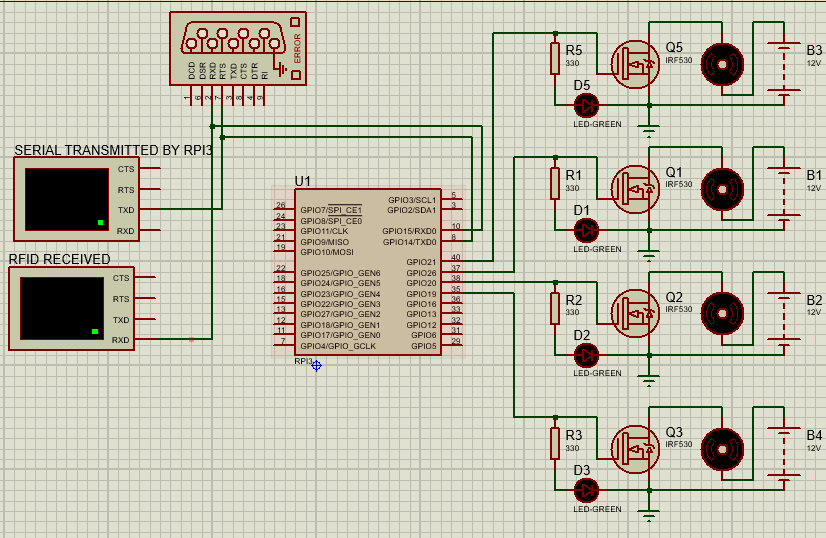 ERROR
DCD
DSR
RXD
RTS
TXD
CTS
DTR
RI
1
6
2
7
3
8
4
9
SERIAL TRANSMITTED BY RPI3
CTS
RTS
TXD
RXD
RFID RECEIVED
CTS
RTS
TXD
RXD
U1
26 GPIO7/SPI_CE1
24 GPIO8/SPI_CE0
23 GPIO11/CLK
21 GPIO9/MISO
19 GPIO10/MOSI
22 GPIO25/GPIO_GEN6
18 GPIO24/GPIO_GEN5
16 GPIO23/GPIO_GEN4
15 GPIO22/GPIO_GEN3
13 GPIO27/GPIO_GEN2
12 GPIO18/GPIO_GEN1
11 GPIO17/GPIO_GEN0
7 GPIO4/GPIO_GCLK
GPIO3/SCL1 5
GPIO2/SDA1 3
GPIO15/RXD0 10
GPIO14/TXD0 8
GPIO21 40
GPIO26 37
GPIO20 38
GPIO19 35
GPIO16 36
GPIO13 33
GPIO12 32
GPIO6 31
GPIO5 29
RPI3
R5
330
D5
LED-GREEN
Q5
IRF530
B3
12V
R1
330
D1
LED-GREEN
Q1
IRF530
B1
12V
R2
330
D2
LED-GREEN
Q2
IRF530
B2
12V
R3
330
D3
LED-GREEN
Q3
IRF530
B4
12V